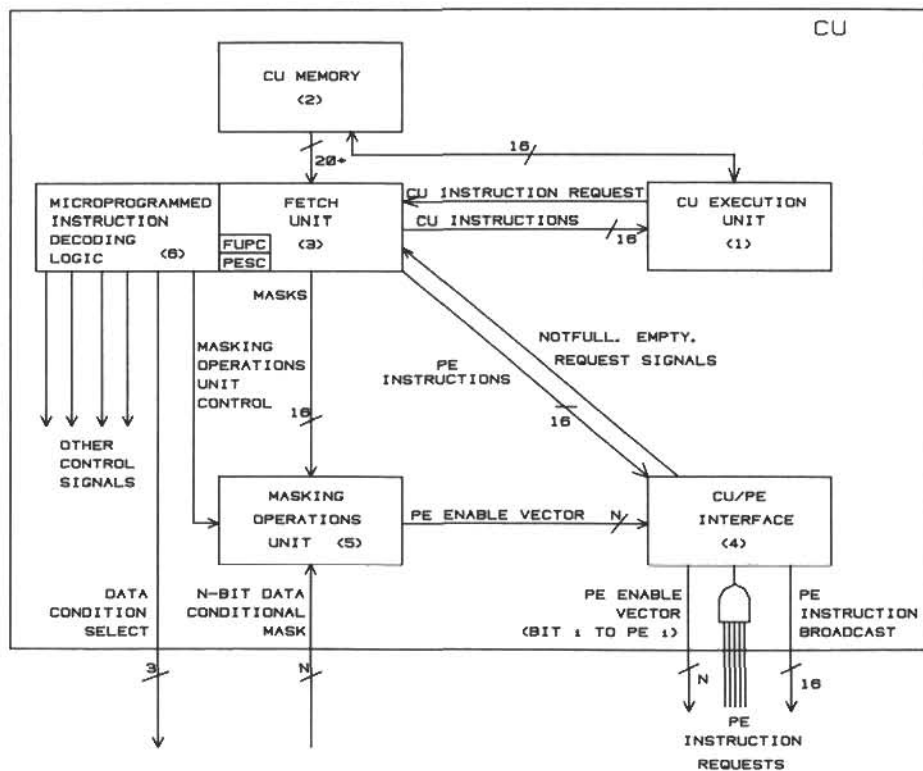 CU
CU MEMORY
(2)
20+
16
MICROPROGRAMMED
INSTRUCTION
DECODING
LOGIC (6)
FETCH
UNIT
(3)
FUPC
PESC
CU INSTRUCTION REQUEST
CU INSTRUCTIONS
16
CU EXECUTION
UNIT
(1)
MASKS
MASKING
OPERATIONS
UNIT
CONTROL
16
NOTFULL. EMPTY.
REQUEST SIGNALS
PE
INSTRUCTIONS
16
OTHER
CONTROL
SIGNALS
MASKING
OPERATIONS
UNIT (5)
PE ENABLE VECTOR N
CU/PE
INTERFACE
(4)
DATA
CONDITION
SELECT
N-BIT DATA
CONDITIONAL
MASK
PE ENABLE
VECTOR
(BIT i TO PE i)
PE
INSTRUCTION
BROADCAST
3
N
N
16
PE
INSTRUCTION
REQUESTS